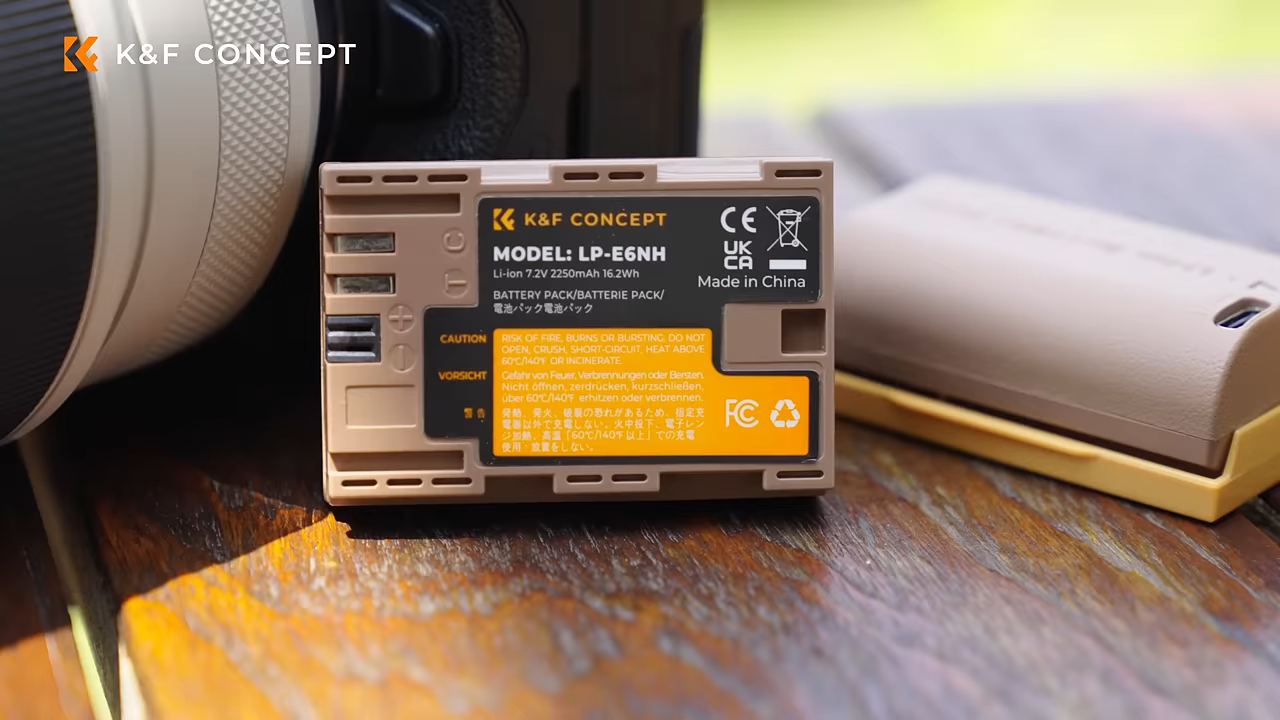 K&F CONCEPT
K&F CONCEPT
MODEL: LP-E6NH
Li-ion 7.2V 2250mAh 16.2Wh
BATTERY PACK/BATTERIE PACK/
電池パック電池パック
CE
UK
CA
Made in China
C
T
CAUTION
RISK OF FIRE, BURNS OR BURSTING. DO NOT
OPEN, CRUSH, SHORT-CIRCUIT, HEAT ABOVE
60℃/140℉ OR INCINERATE.
VORSICHT
Gefahr von Feuer, Verbrennungen oder Bersten.
Nicht öffnen, zerdrücken, kurzschließen,
über 60℃/140℉ erhitzen oder verbrennen.
警告
発熱、発火、破裂の恐れがあるため、指定充
電器以外で充電しない。火中投下、電子レン
ジ加熱、高温「60℃/140℉以上」での充電
使用・放置をしない。
FC